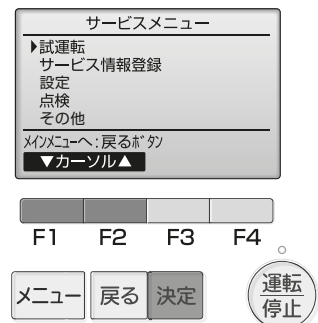 サービスメニュー
▶試運転
サービス情報登録
設定
点検
その他
ﾒｲﾝﾒﾆｭｰへ:戻るﾎﾞﾀﾝ
▼カーソル▲
F1 F2 F3 F4
メニュー 戻る 決定 運転
停止